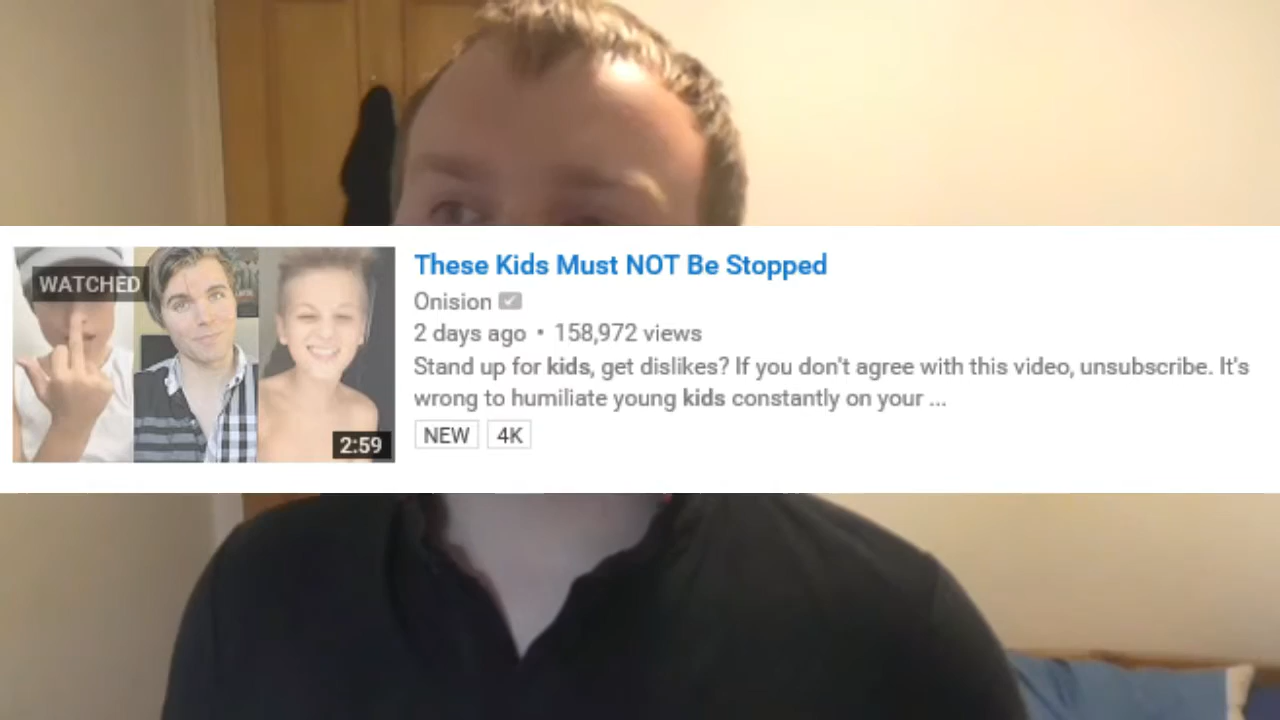 WATCHED
2:59
These Kids Must NOT Be Stopped
Onision
2 days ago • 158,972 views
Stand up for kids, get dislikes? If you don't agree with this video, unsubscribe. It's
wrong to humiliate young kids constantly on your ...
NEW 4K